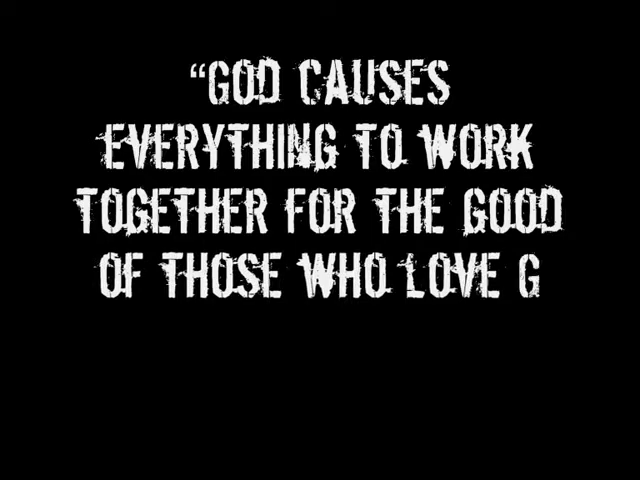 “GOD CAUSES
EVERYTHING TO WORK
TOGETHER FOR THE GOOD
OF THOSE WHO LOVE G